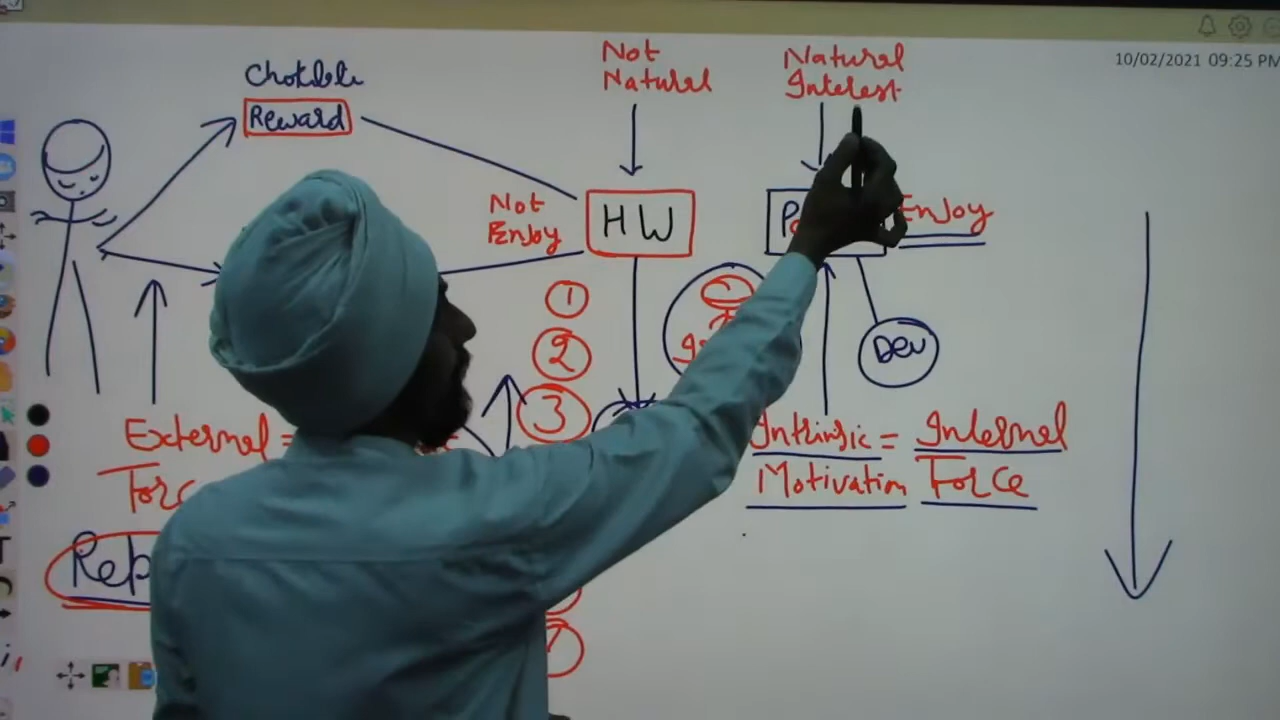 10/02/2021 09:25 PM
Not
Natural
Natural
Interest
Reward
Not
Enjoy
HW
Enjoy
1
2
3
Dev
External =
Intrinsic = Internal
Motivation Force